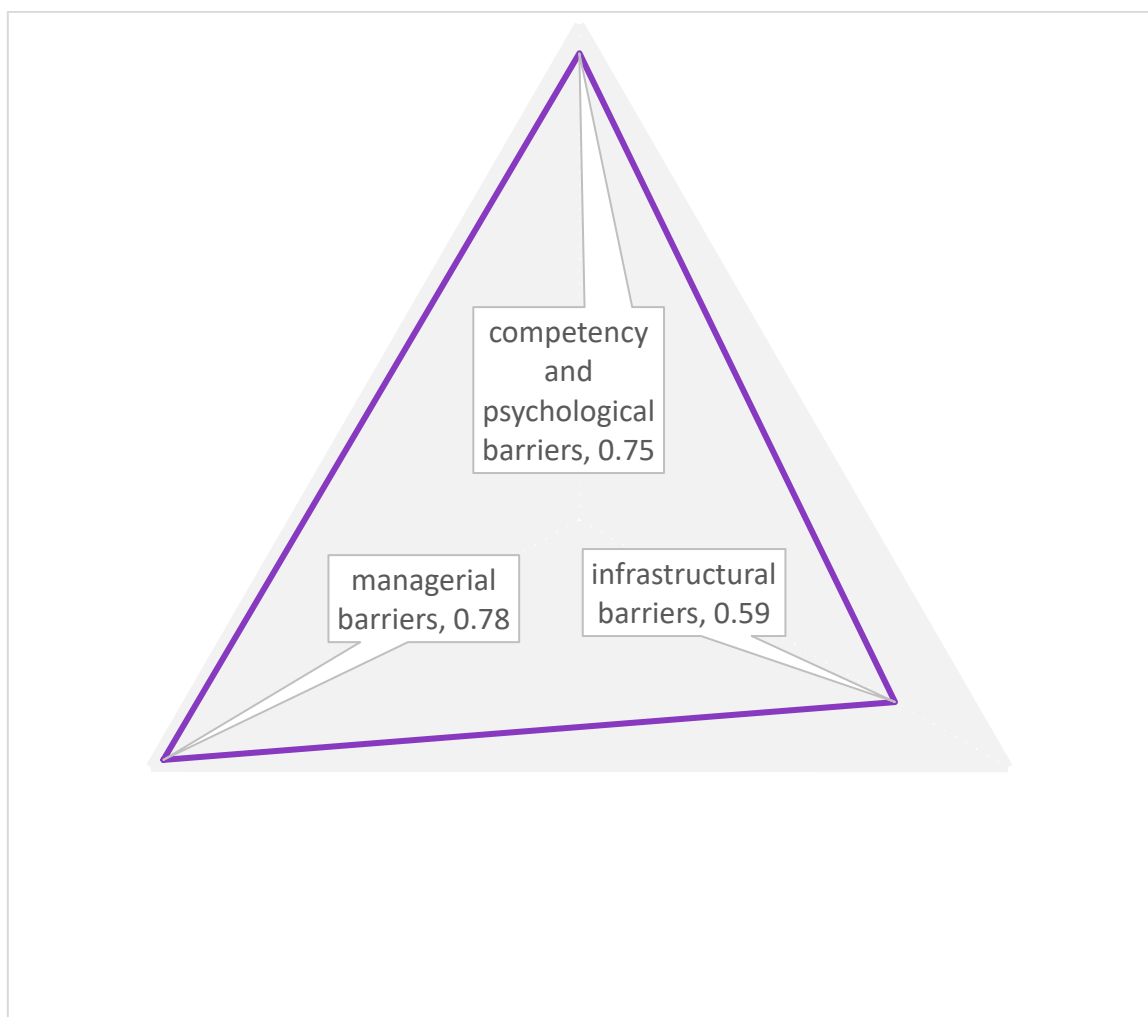 competency
and
psychological
barriers, 0.75
managerial
barriers, 0.78
infrastructural
barriers, 0.59